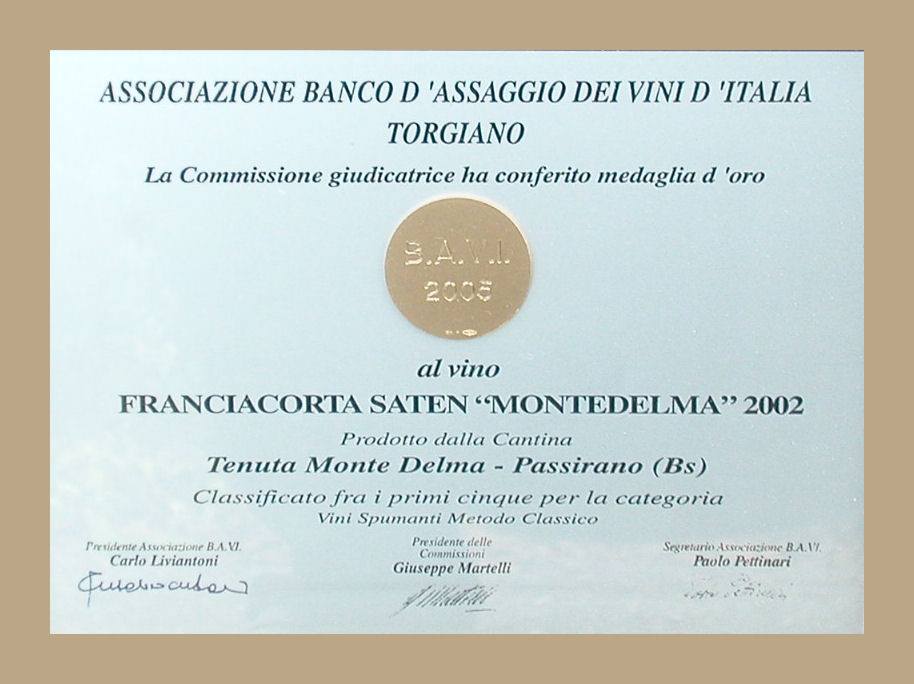 ASSOCIAZIONE BANCO D 'ASSAGGIO DEI VINI D 'ITALIA
TORGIANO
La Commissione giudicatrice ha conferito medaglia d 'oro
B.A.V.I.
2005
al vino
FRANCIACORTA SATEN “MONTEDELMA” 2002
Prodotto dalla Cantina
Tenuta Monte Delma - Passirano (Bs)
Classificato fra i primi cinque per la categoria
Vini Spumanti Metodo Classico
Presidente Associazione B.A.VI.
Carlo Liviantoni
Presidente delle
Commissioni
Giuseppe Martelli
Segretario Associazione B.A.VI.
Paolo Pettinari